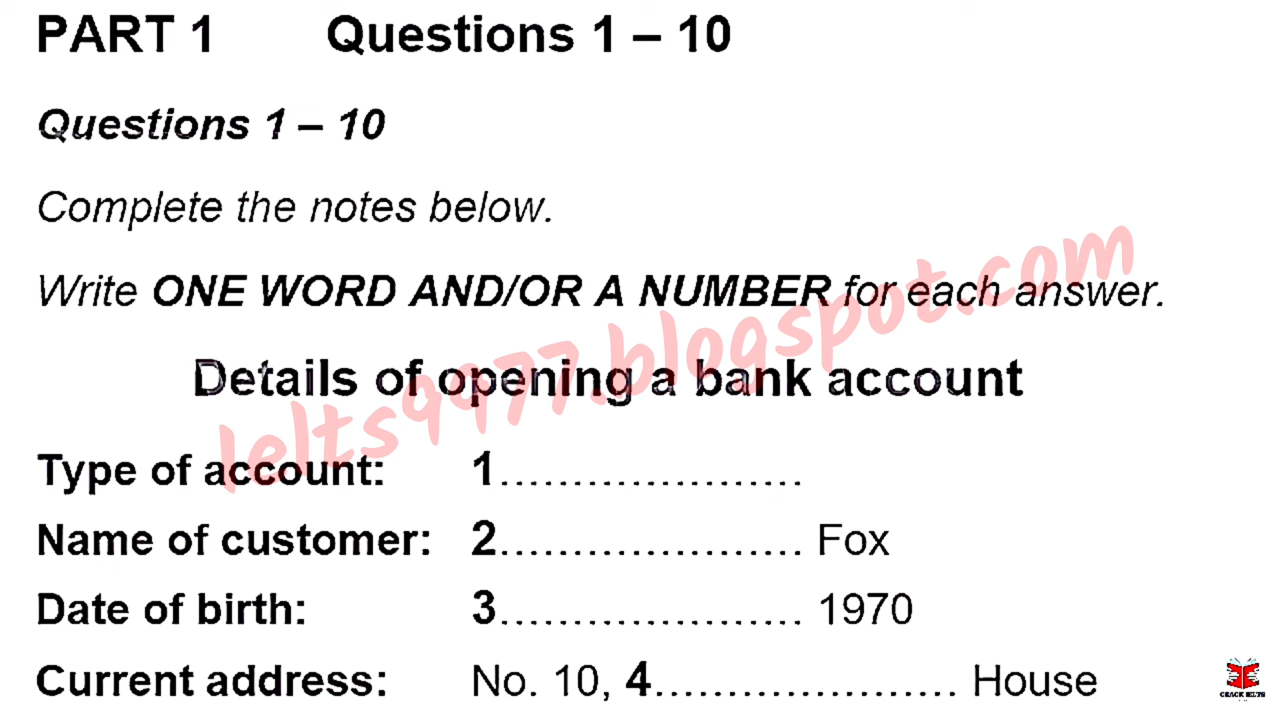 PART 1 Questions 1 – 10
Questions 1 – 10
Complete the notes below.
Write ONE WORD AND/OR A NUMBER for each answer.
Details of opening a bank account
Ielts9977.blogspot.com
Type of account: 1.....................
Name of customer: 2..................... Fox
Date of birth: 3..................... 1970
Current address: No. 10, 4..................... House
CRACK IELTS